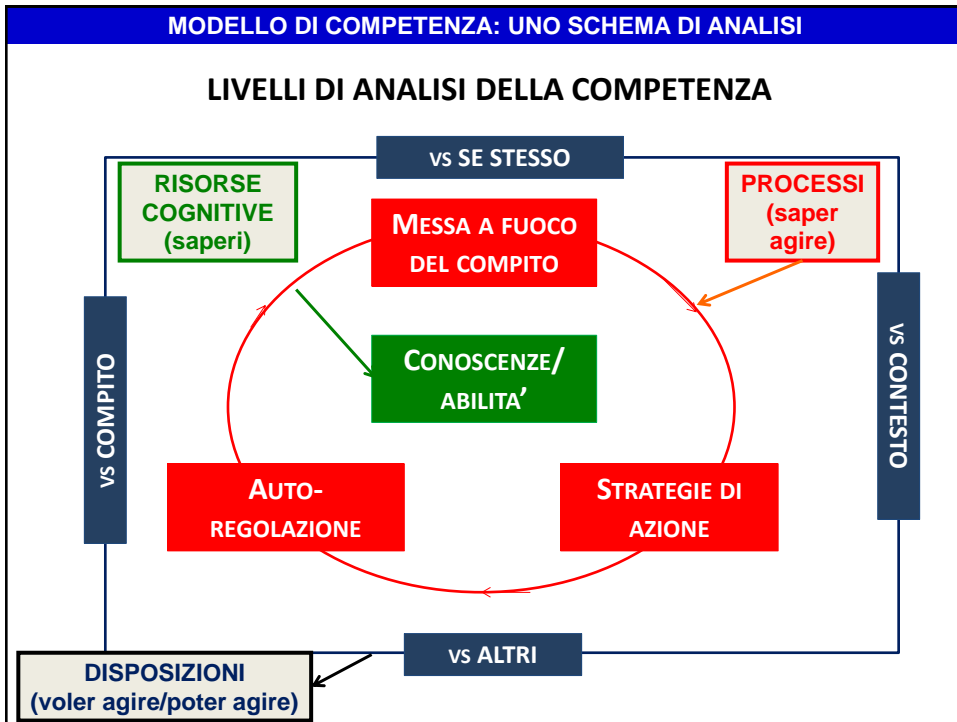 MODELLO DI COMPETENZA: UNO SCHEMA DI ANALISI
LIVELLI DI ANALISI DELLA COMPETENZA
VS SE STESSO
RISORSE
COGNITIVE
(saperi)
PROCESSI
(saper
agire)
MESSA A FUOCO
DEL COMPITO
VS COMPITO
CONOSCENZE/
ABILITA'
VS CONTESTO
AUTO-
REGOLAZIONE
STRATEGIE DI
AZIONE
VS ALTRI
DISPOSIZIONI
(voler agire/poter agire)